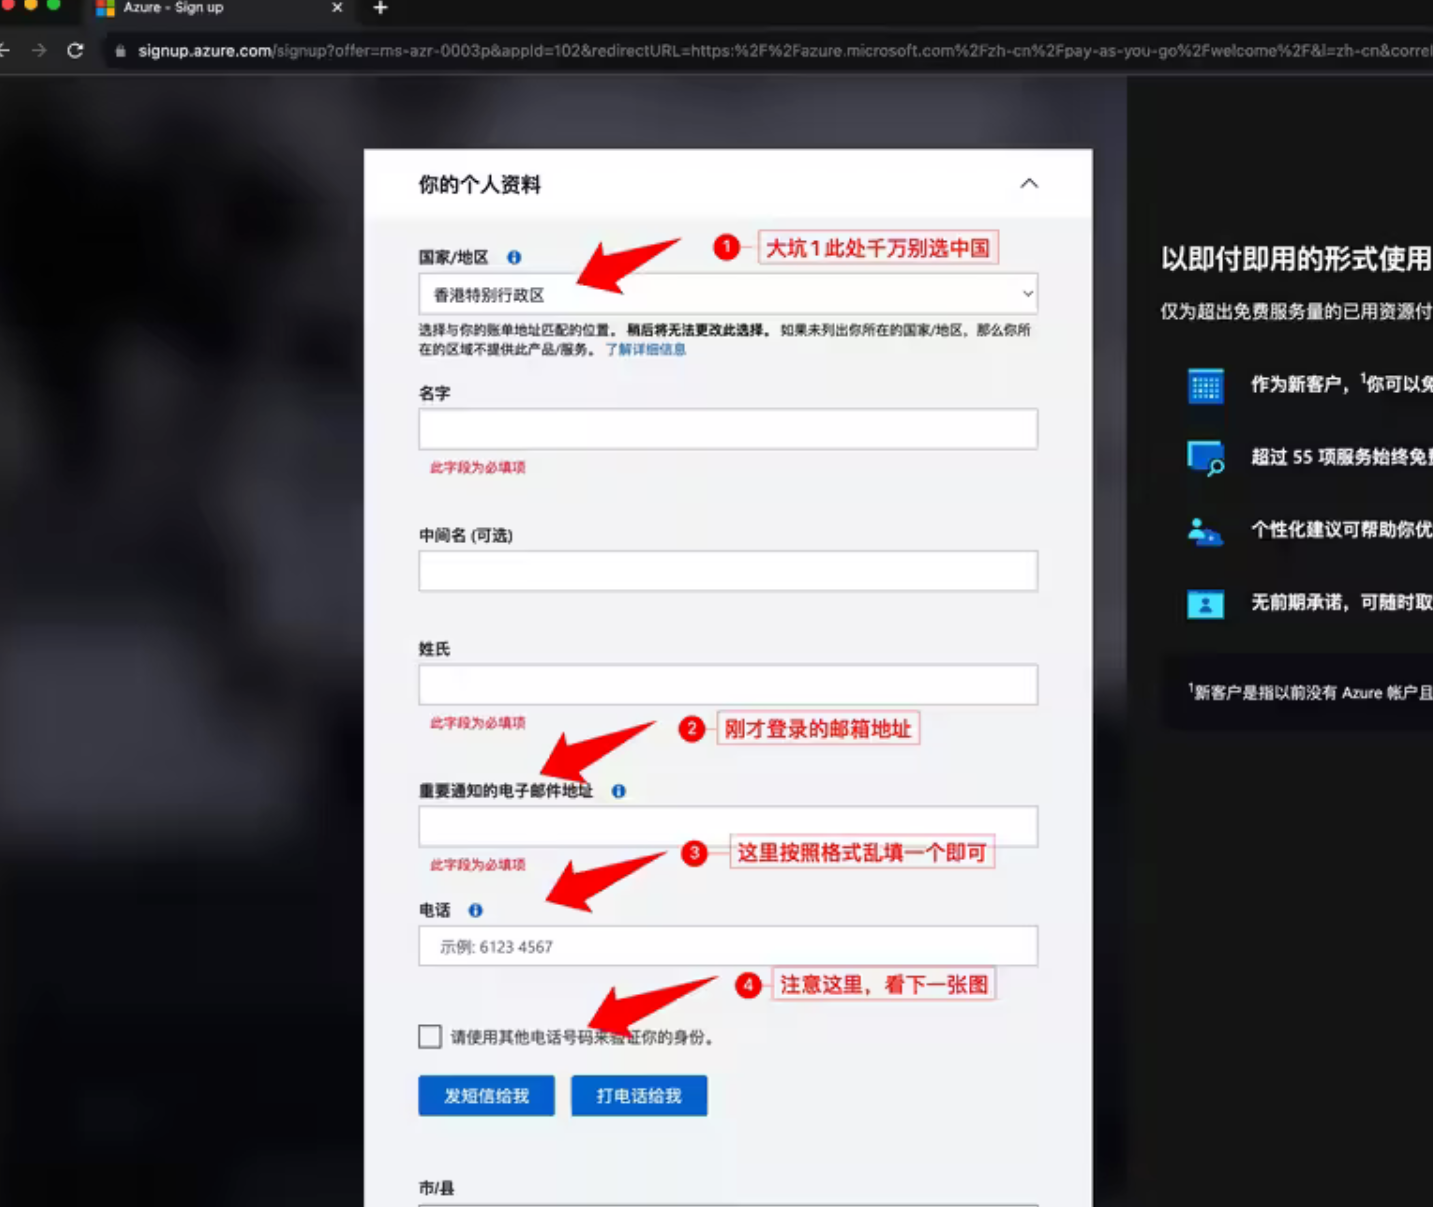 Azure - Sign up
signup.azure.com/signup?offer=ms-azr-0003p&appId=102&redirectURL=https:%2F%2Fazure.microsoft.com%2Fzh-cn%2Fpay-as-you-go%2Fwelcome%2F&l=zh-cn&correl
你的个人资料
国家/地区
1 大坑1此处千万别选中国
香港特别行政区
选择与你的账单地址匹配的位置。稍后将无法更改此选择。如果未列出你所在的国家/地区，那么你所
在的区域不提供此产品/服务。了解详细信息
名字
此字段为必填项
中间名 (可选)
姓氏
此字段为必填项
2 刚才登录的邮箱地址
重要通知的电子邮件地址
此字段为必填项
3 这里按照格式乱填一个即可
电话
示例: 6123 4567
4 注意这里，看下一张图
请使用其他电话号码来验证你的身份。
发短信给我
打电话给我
市/县
以即付即用的形式使用
仅为超出免费服务量的已用资源付
作为新客户，1你可以免
超过 55 项服务始终免费
个性化建议可帮助你优
无前期承诺，可随时取
1新客户是指以前没有 Azure 帐户且